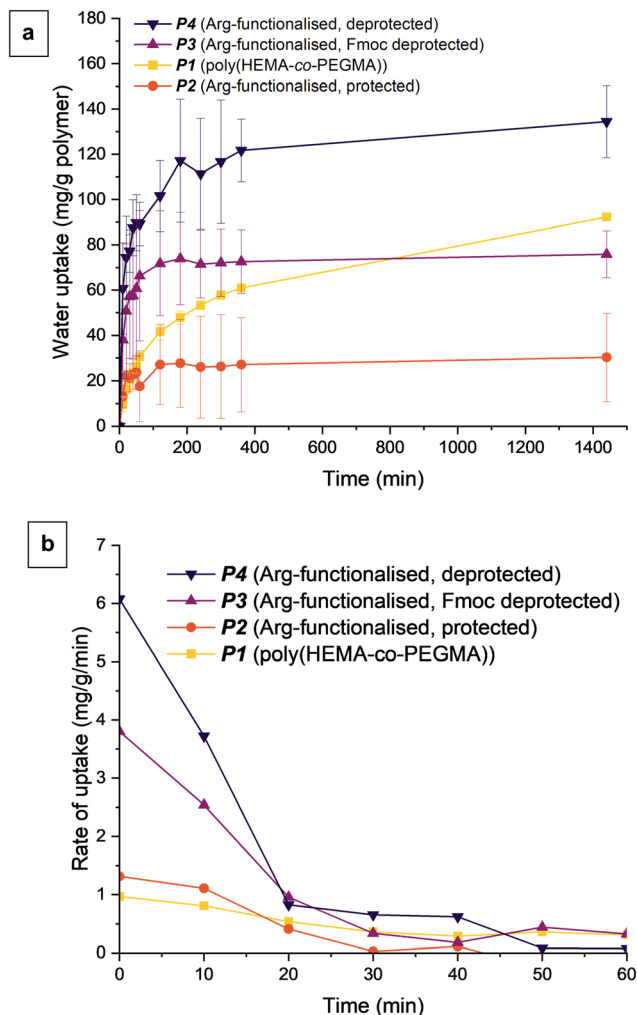 a
P4 (Arg-functionalised, deprotected)
P3 (Arg-functionalised, Fmoc deprotected)
P1 (poly(HEMA-co-PEGMA))
P2 (Arg-functionalised, protected)
180
160
140
120
100
80
60
40
20
0
Water uptake (mg/g polymer)
0 200 400 600 800 1000 1200 1400
Time (min)
b
P4 (Arg-functionalised, deprotected)
P3 (Arg-functionalised, Fmoc deprotected)
P2 (Arg-functionalised, protected)
P1 (poly(HEMA-co-PEGMA))
7
6
5
4
3
2
1
0
Rate of uptake (mg/g/min)
0 10 20 30 40 50 60
Time (min)